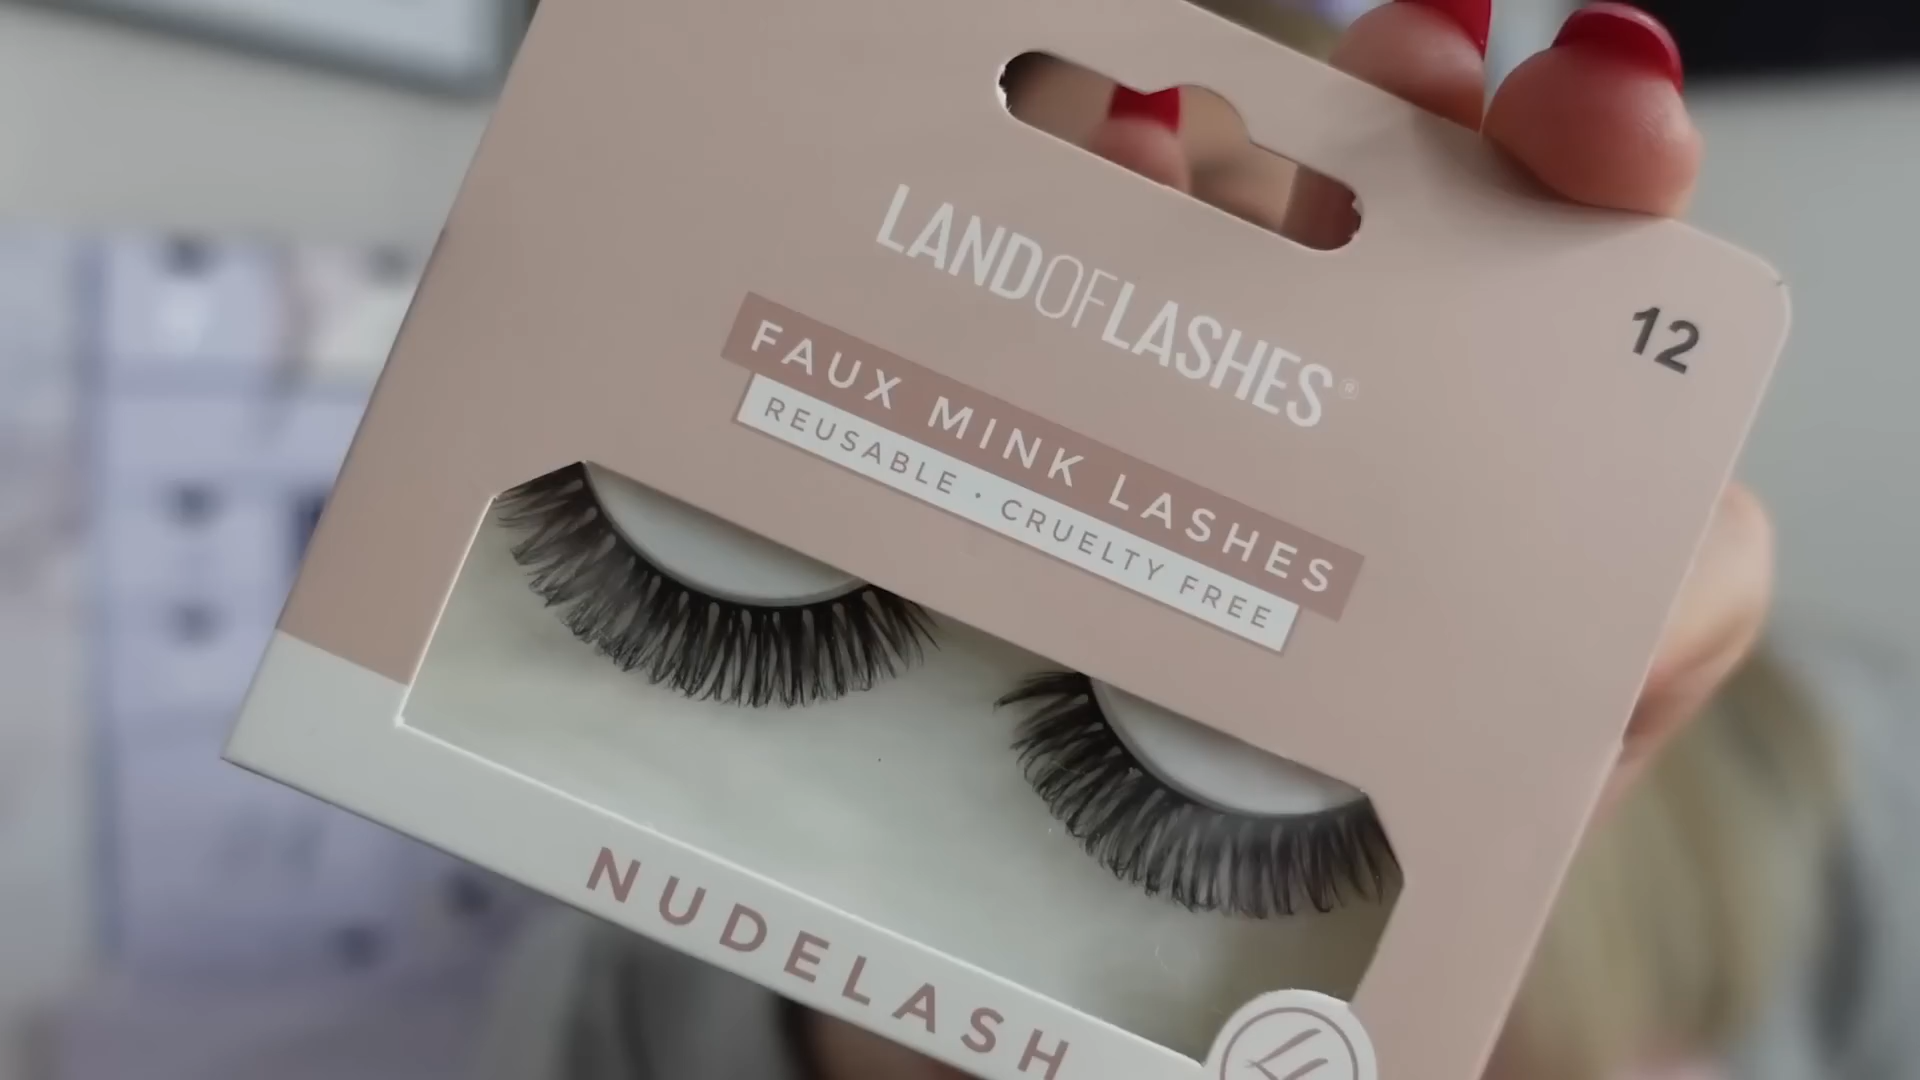 LANDOFLASHES®
12
FAUX MINK LASHES
REUSABLE · CRUELTY FREE
NUDELASH